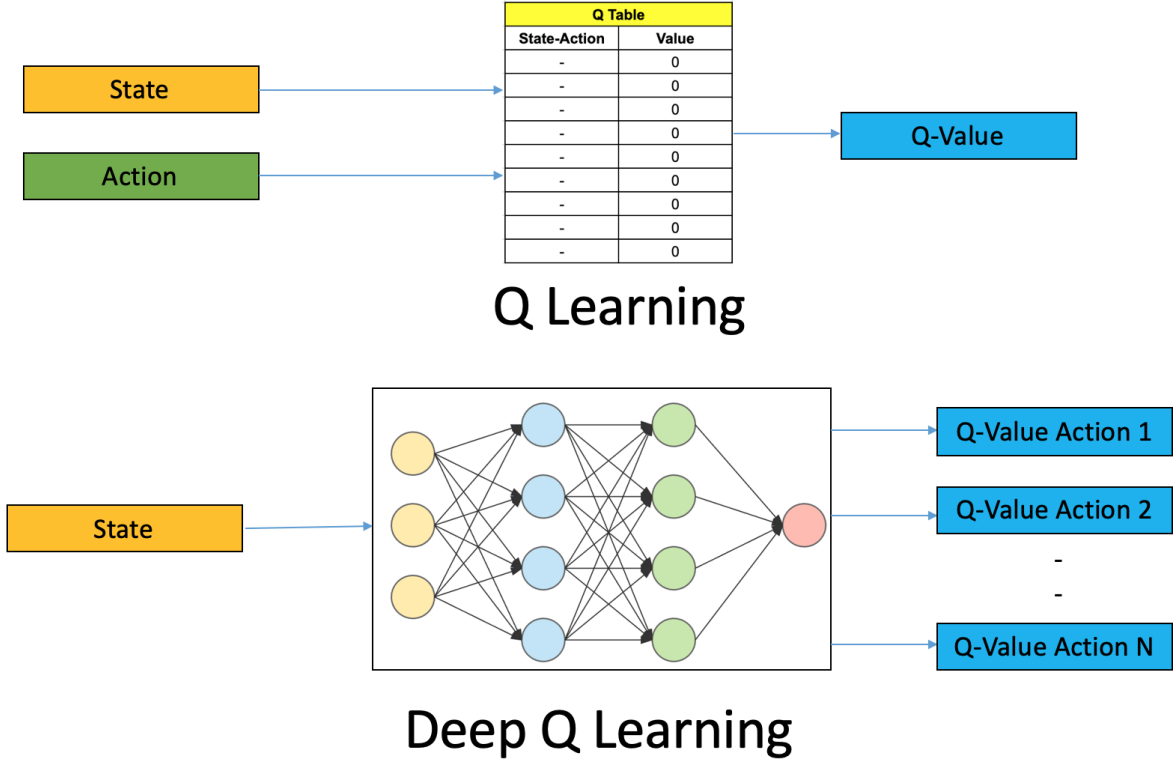 Q Table
State-Action Value
- 0
- 0
- 0
- 0
- 0
- 0
- 0
- 0
- 0
State
Action
Q-Value
Q Learning
State
Q-Value Action 1
Q-Value Action 2
-
-
Q-Value Action N
Deep Q Learning